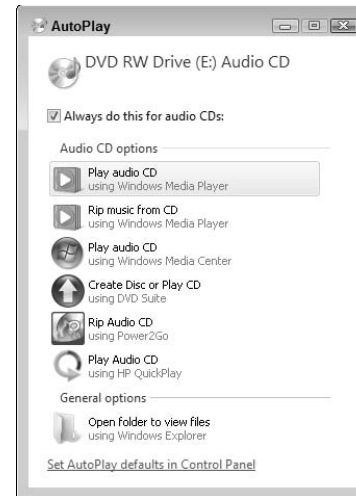 AutoPlay
DVD RW Drive (E:) Audio CD
Always do this for audio CDs:
Audio CD options
Play audio CD
using Windows Media Player
Rip music from CD
using Windows Media Player
Play audio CD
using Windows Media Center
Create Disc or Play CD
using DVD Suite
Rip Audio CD
using Power2Go
Play Audio CD
using HP QuickPlay
General options
Open folder to view files
using Windows Explorer
Set AutoPlay defaults in Control Panel